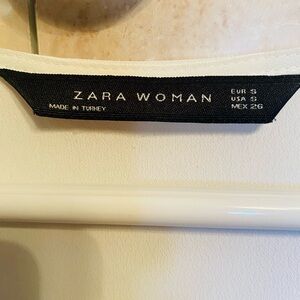 ZARA WOMAN
MADE IN TURKEY
EUR S
USA S
MEX 26